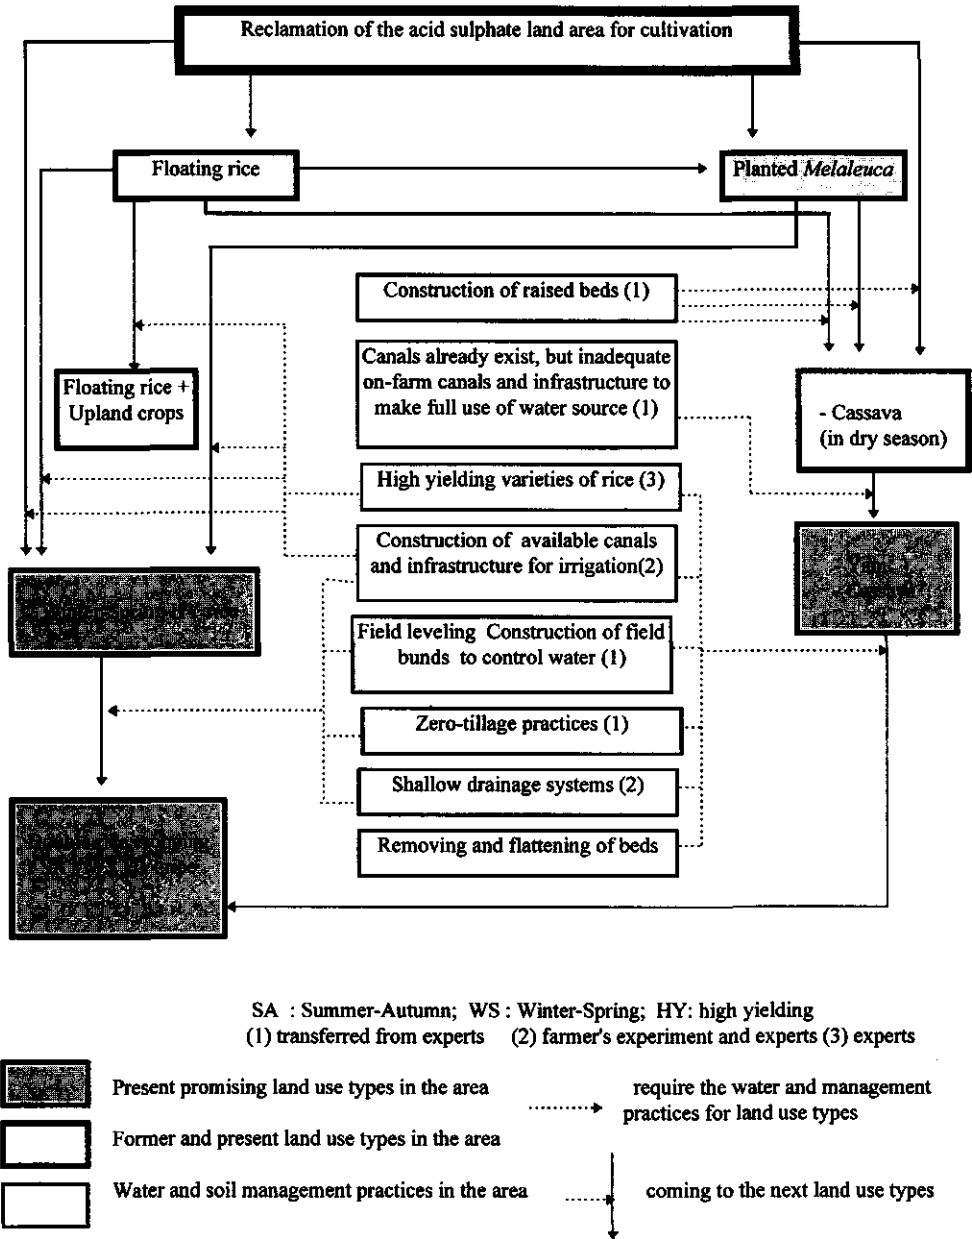 Reclamation of the acid sulphate land area for cultivation
Floating rice
Planted Melaleuca
Construction of raised beds (1)
Canals already exist, but inadequate
on-farm canals and infrastructure to
make full use of water source (1)
Floating rice +
Upland crops
- Cassava
(in dry season)
High yielding varieties of rice (3)
Construction of  available canals
and infrastructure for irrigation(2)
Field leveling  Construction of field
bunds  to control water (1)
Zero-tillage practices (1)
Shallow drainage systems (2)
Removing and flattening of beds
SA : Summer-Autumn; WS : Winter-Spring; HY: high yielding
(1) transferred from experts (2) farmer's experiment and experts (3) experts
Present promising land use types in the area
require the water and management
practices for land use types
Former and present land use types in the area
Water and soil management practices in the area
coming to the next land use types